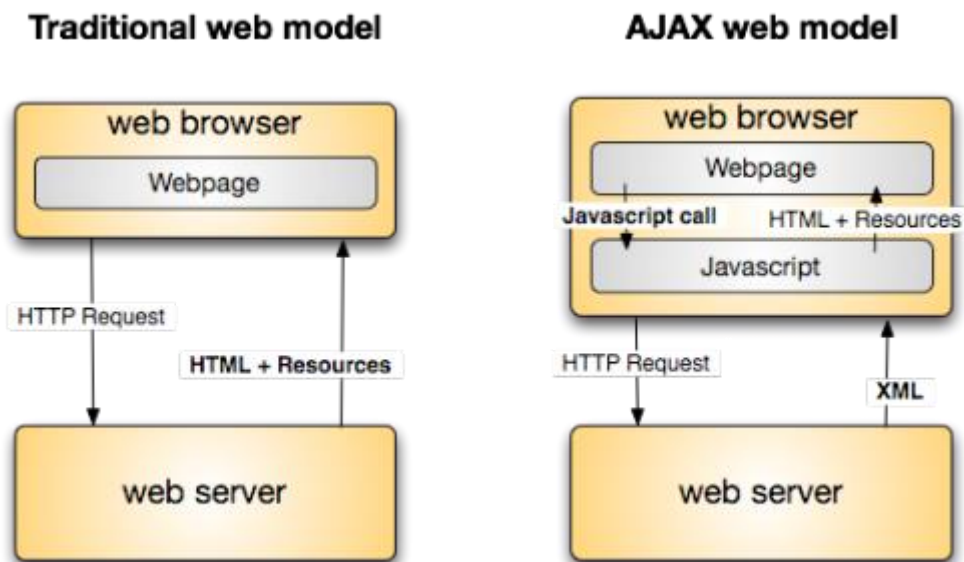 Traditional web model
AJAX web model
web browser
Webpage
HTTP Request
HTML + Resources
web server
web browser
Webpage
Javascript call
HTML + Resources
Javascript
HTTP Request
XML
web server